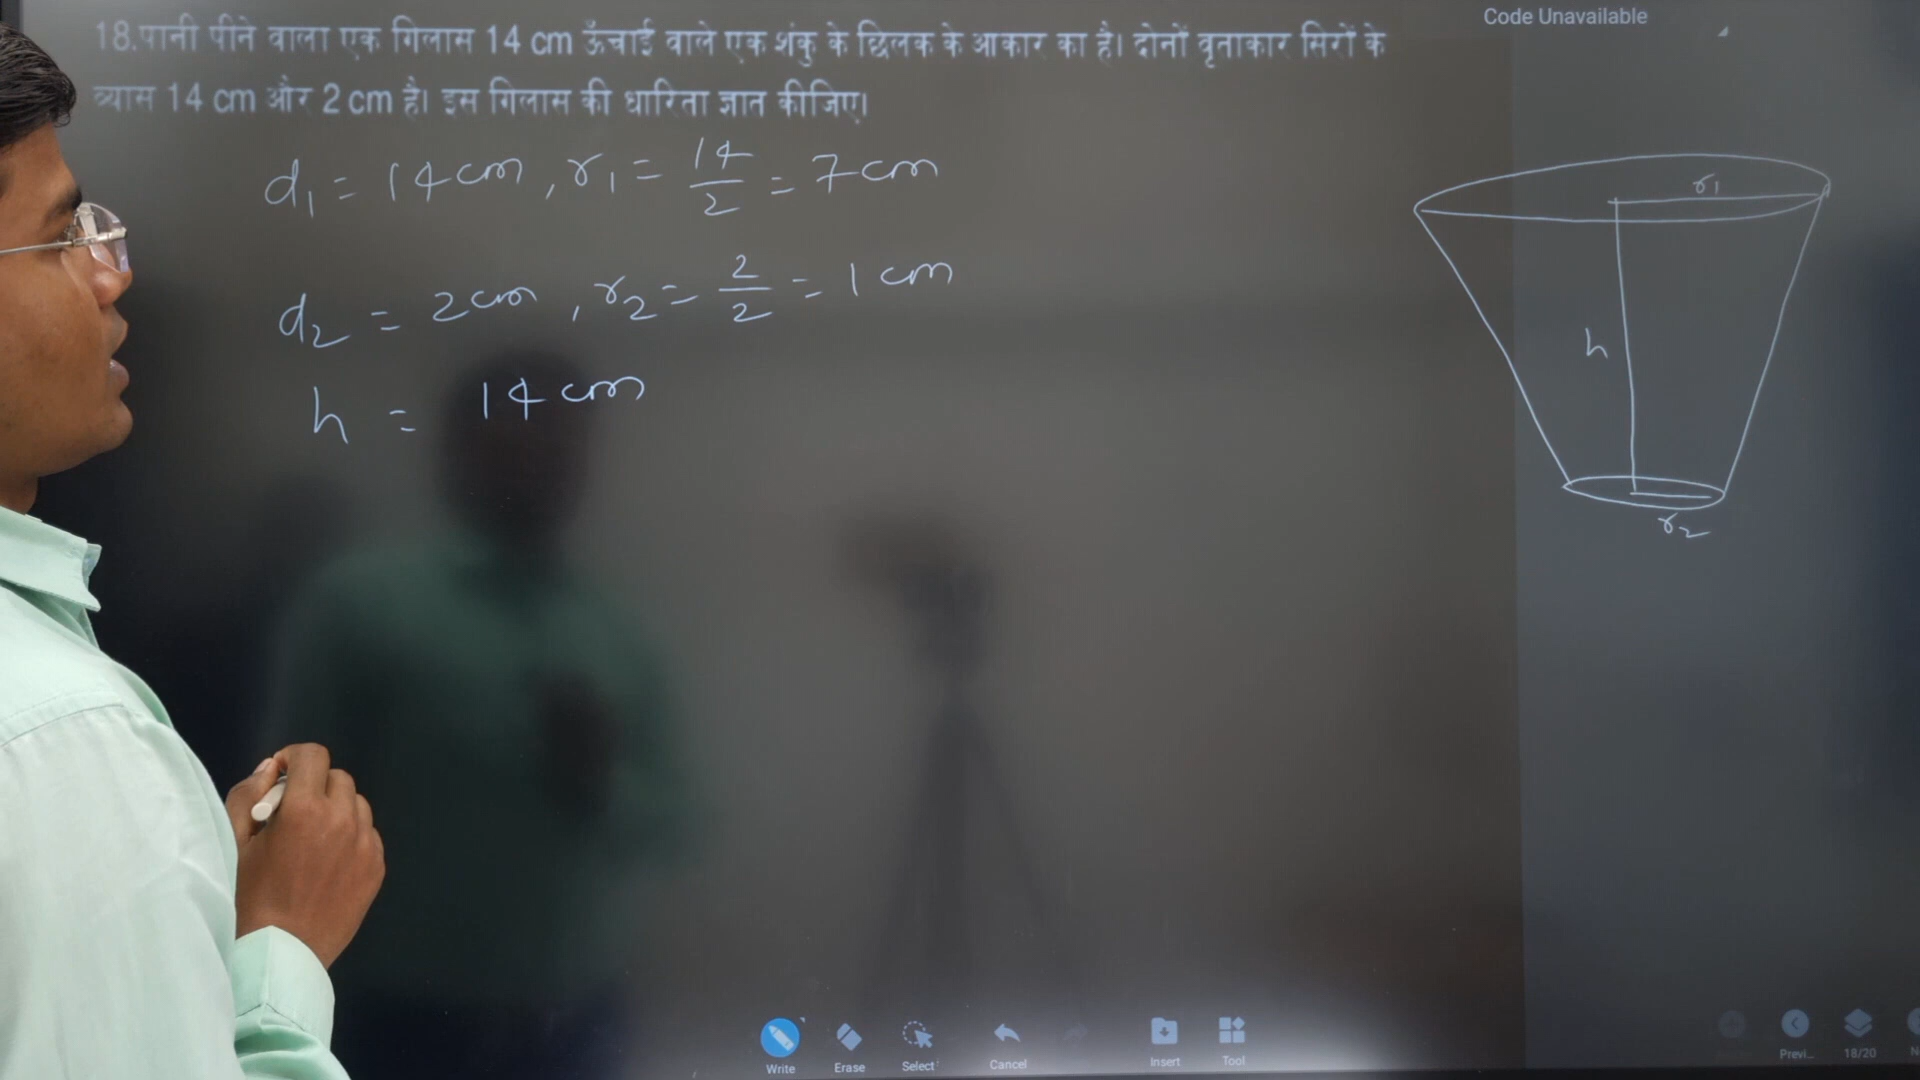 Code Unavailable
18.पानी पीने वाला एक गिलास 14 cm ऊँचाई वाले एक शंकु के छिन्नक के आकार का है। दोनों वृताकार सिरों के
व्यास 14 cm और 2 cm है। इस गिलास की धारिता ज्ञात कीजिए।
d₁ = 14 cm, r₁ = 14/2 = 7 cm
d₂ = 2 cm, r₂ = 2/2 = 1 cm
h = 14 cm
r₁
h
r₂
Write Erase Select Cancel Insert Tool Previ... 18/20